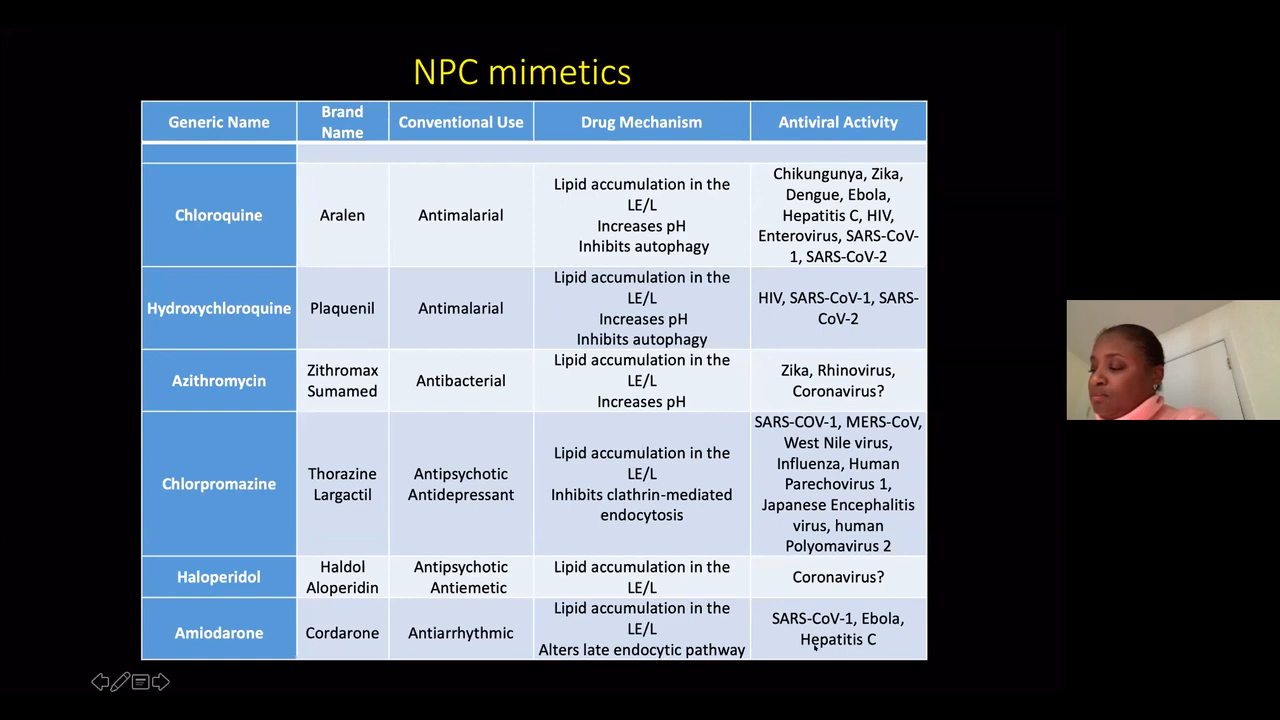 NPC mimetics
Generic Name
Brand
Name
Conventional Use
Drug Mechanism
Antiviral Activity
Chloroquine
Aralen
Antimalarial
Lipid accumulation in the
LE/L
Increases pH
Inhibits autophagy
Chikungunya, Zika,
Dengue, Ebola,
Hepatitis C, HIV,
Enterovirus, SARS-CoV-
1, SARS-CoV-2
Hydroxychloroquine
Plaquenil
Antimalarial
Lipid accumulation in the
LE/L
Increases pH
Inhibits autophagy
HIV, SARS-CoV-1, SARS-
CoV-2
Azithromycin
Zithromax
Sumamed
Antibacterial
Lipid accumulation in the
LE/L
Increases pH
Zika, Rhinovirus,
Coronavirus?
Chlorpromazine
Thorazine
Largactil
Antipsychotic
Antidepressant
Lipid accumulation in the
LE/L
Inhibits clathrin-mediated
endocytosis
SARS-COV-1, MERS-CoV,
West Nile virus,
Influenza, Human
Parechovirus 1,
Japanese Encephalitis
virus, human
Polyomavirus 2
Haloperidol
Haldol
Aloperidin
Antipsychotic
Antiemetic
Lipid accumulation in the
LE/L
Coronavirus?
Amiodarone
Cordarone
Antiarrhythmic
Lipid accumulation in the
LE/L
Alters late endocytic pathway
SARS-CoV-1, Ebola,
Hepatitis C